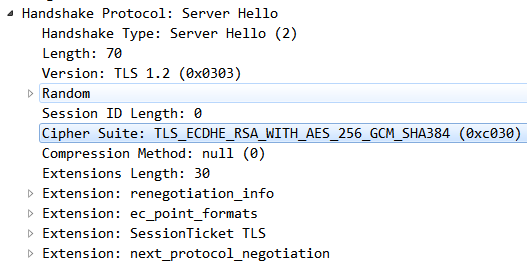 Handshake Protocol: Server Hello
Handshake Type: Server Hello (2)
Length: 70
Version: TLS 1.2 (0x0303)
Random
Session ID Length: 0
Cipher Suite: TLS_ECDHE_RSA_WITH_AES_256_GCM_SHA384 (0xc030)
Compression Method: null (0)
Extensions Length: 30
Extension: renegotiation_info
Extension: ec_point_formats
Extension: SessionTicket TLS
Extension: next_protocol_negotiation